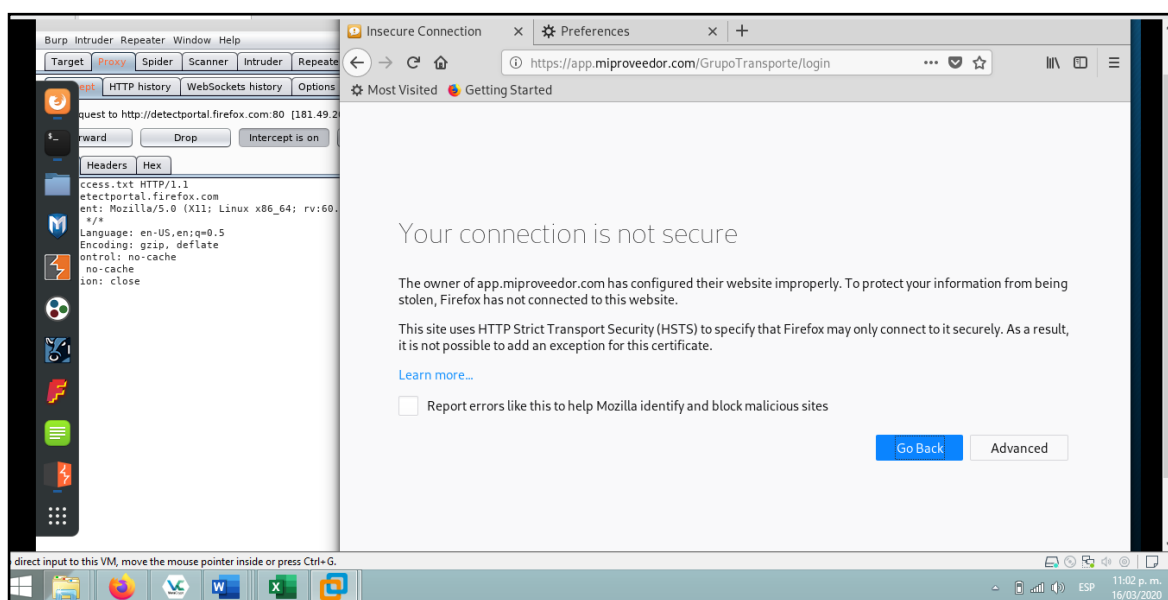 Burp Intruder Repeater Window Help
Target Proxy Spider Scanner Intruder Repeate
ept HTTP history WebSockets history Options
quest to http://detectportal.firefox.com:80 [181.49.2
rward Drop Intercept is on
Headers Hex
ccess.txt HTTP/1.1
etectportal.firefox.com
ent: Mozilla/5.0 (X11; Linux x86_64; rv:60.
*/*
Language: en-US,en;q=0.5
Encoding: gzip, deflate
ontrol: no-cache
no-cache
ion: close
Insecure Connection
Preferences
https://app.miproveedor.com/GrupoTransporte/login
Most Visited Getting Started
Your connection is not secure
The owner of app.miproveedor.com has configured their website improperly. To protect your information from being
stolen, Firefox has not connected to this website.
This site uses HTTP Strict Transport Security (HSTS) to specify that Firefox may only connect to it securely. As a result,
it is not possible to add an exception for this certificate.
Learn more...
Report errors like this to help Mozilla identify and block malicious sites
Go Back Advanced
direct input to this VM, move the mouse pointer inside or press Ctrl+G.
ESP
11:02 p. m.
16/03/2020